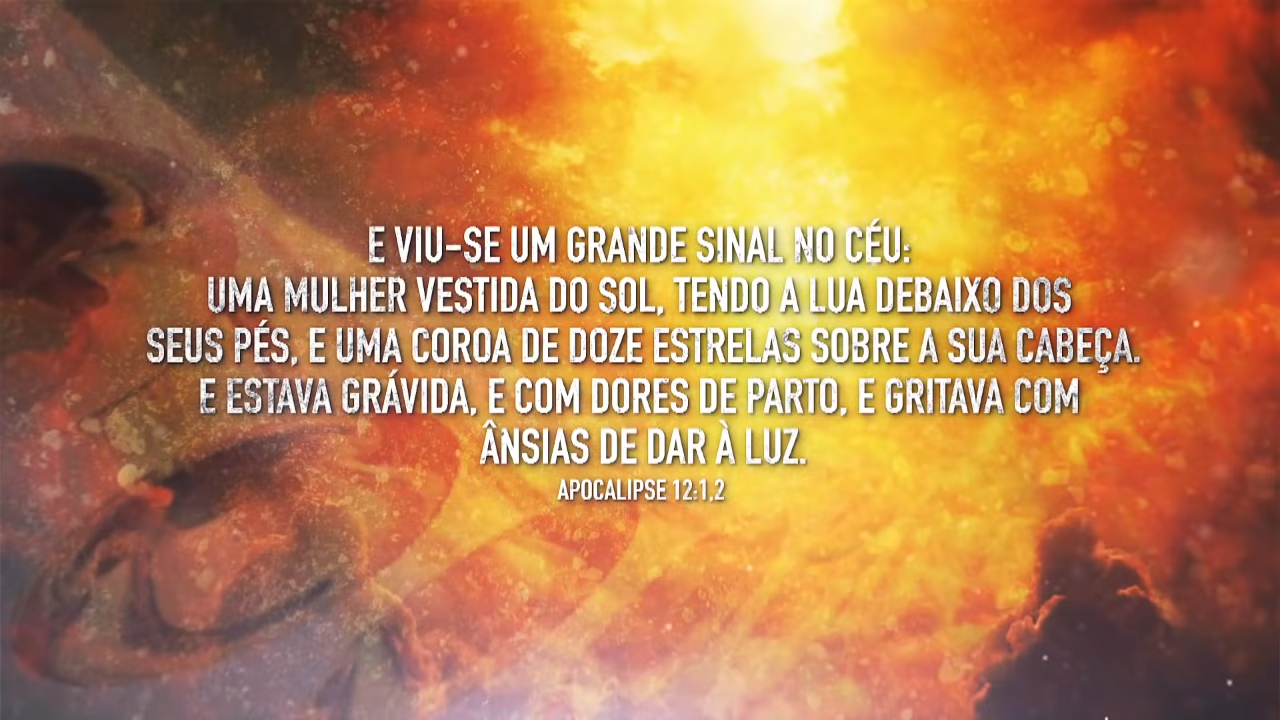 E VIU-SE UM GRANDE SINAL NO CÉU:
UMA MULHER VESTIDA DO SOL, TENDO A LUA DEBAIXO DOS
SEUS PÉS, E UMA COROA DE DOZE ESTRELAS SOBRE A SUA CABEÇA.
E ESTAVA GRÁVIDA, E COM DORES DE PARTO, E GRITAVA COM
ÂNSIAS DE DAR À LUZ.
APOCALIPSE 12:1,2